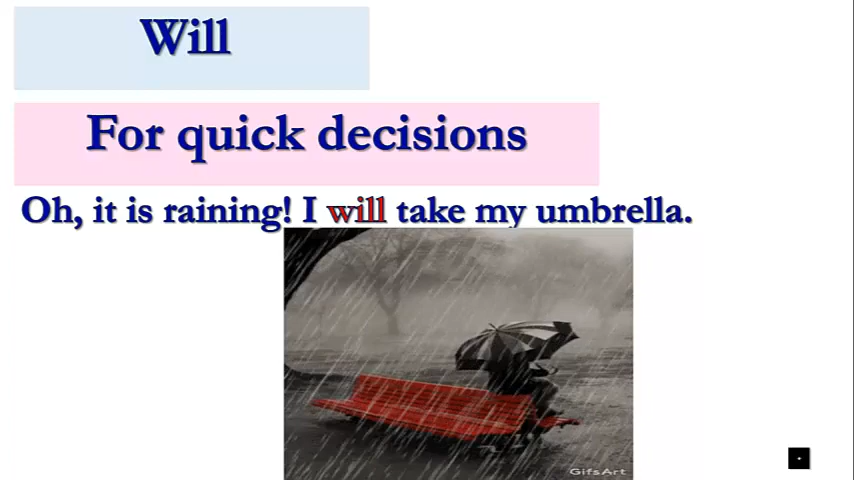 Will
For quick decisions
Oh, it is raining! I will take my umbrella.
GifsArt